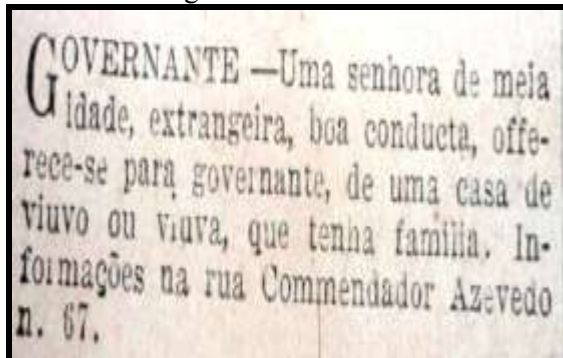 GOVERNANTE —Uma senhora de meia
idade, extrangeira, boa conducta, offe-
rece-se para governante, de uma casa de
viuvo ou viuva, que tenha familia. In-
formações na rua Commendador Azevedo
n. 67.